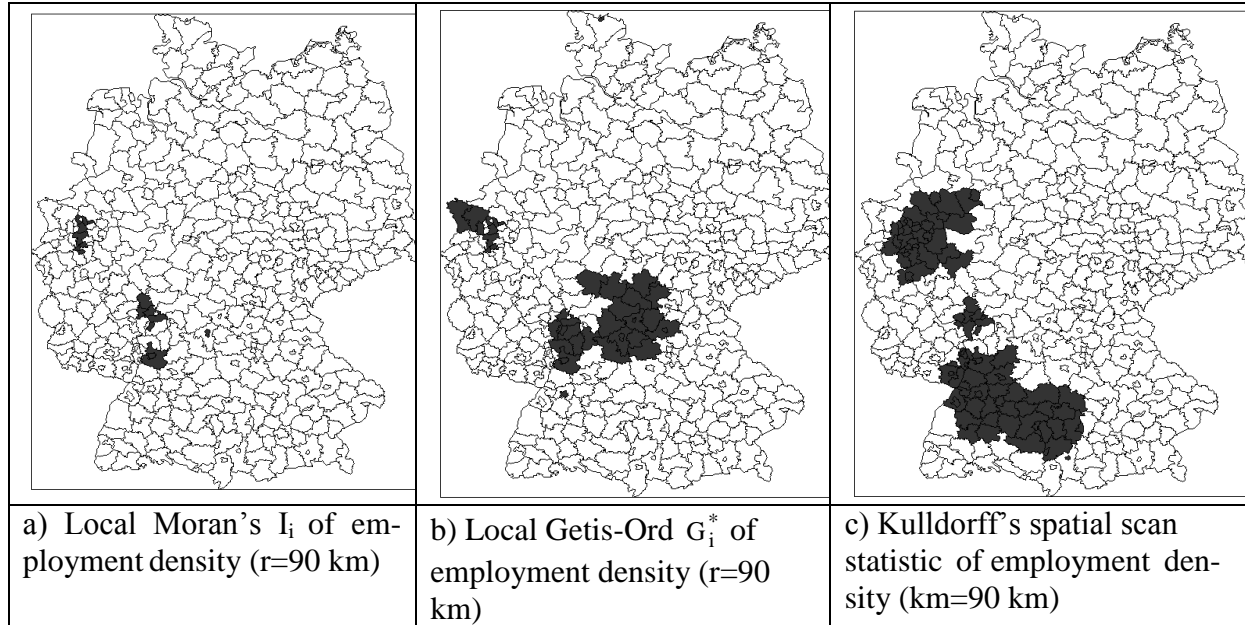 a) Local Moran's Iᵢ of em-
ployment density (r=90 km)
b) Local Getis-Ord Gᵢ* of
employment density (r=90
km)
c) Kulldorff's spatial scan
statistic of employment den-
sity (km=90 km)